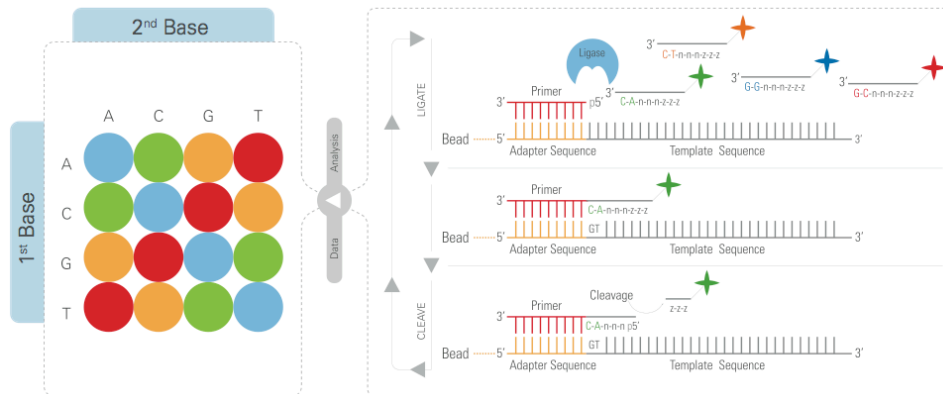 2nd Base
1st Base
A C G T
A
C
G
T
Data Analysis
LIGATE
Ligase
3′ C-T-n-n-n-z-z-z
3′ C-A-n-n-n-z-z-z
3′ G-G-n-n-n-z-z-z
3′ G-C-n-n-n-z-z-z
Primer
3′ p5′
Bead 5′ 3′
Adapter Sequence Template Sequence
Primer
3′ C-A-n-n-n-z-z-z
GT
Bead 5′ 3′
Adapter Sequence Template Sequence
CLEAVE
Cleavage
z-z-z
Primer
3′ C-A-n-n-n p5′
GT
Bead 5′ 3′
Adapter Sequence Template Sequence